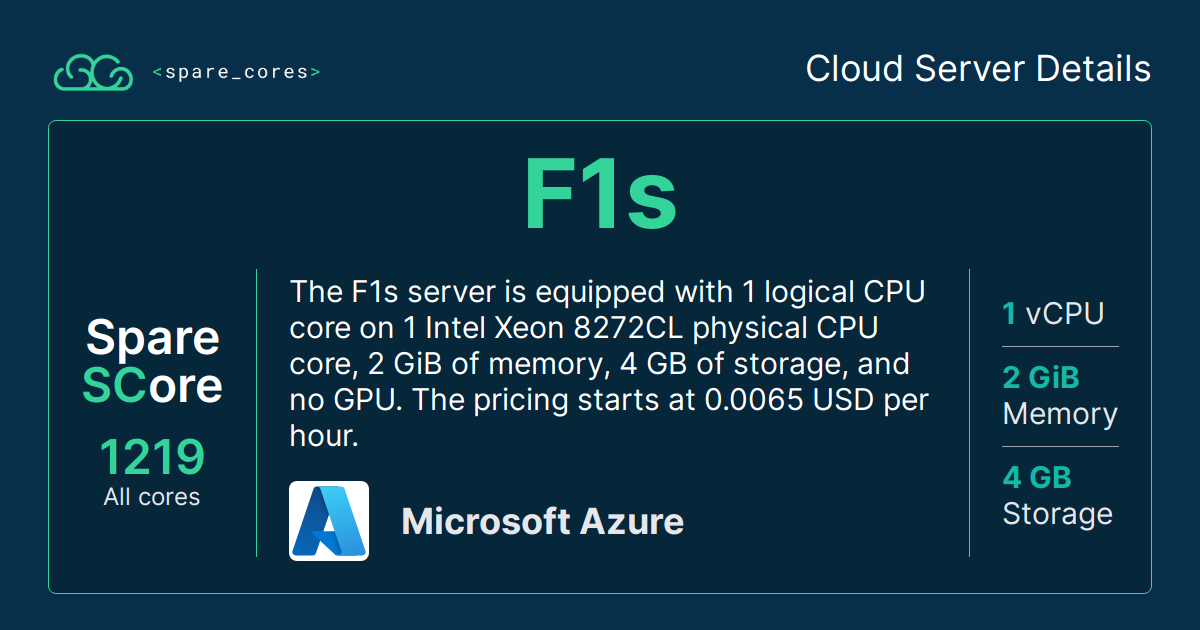 <spare_cores>
Cloud Server Details
F1s
Spare
SCore
1219
All cores
The F1s server is equipped with 1 logical CPU
core on 1 Intel Xeon 8272CL physical CPU
core, 2 GiB of memory, 4 GB of storage, and
no GPU. The pricing starts at 0.0065 USD per
hour.
Microsoft Azure
1 vCPU
2 GiB
Memory
4 GB
Storage